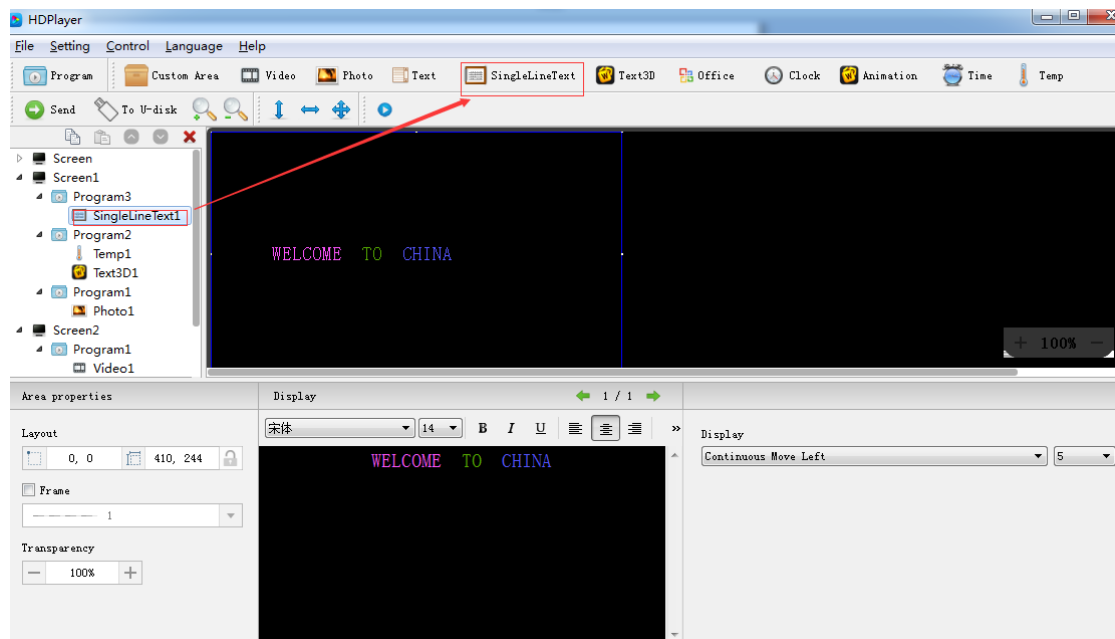 HDPlayer
File Setting Control Language Help
Program Custom Area Video Photo Text SingleLineText Text3D Office Clock Animation Time Temp
Send To U-disk
Screen
Screen1
Program3
SingleLineText1
Program2
Temp1
Text3D1
Program1
Photo1
Screen2
Program1
Video1
WELCOME TO CHINA
+ 100% −
Area properties
Layout
0, 0 410, 244
Frame
1
Transparency
− 100% +
Display 1 / 1
宋体 14 B I U »
WELCOME TO CHINA
Display
Continuous Move Left 5